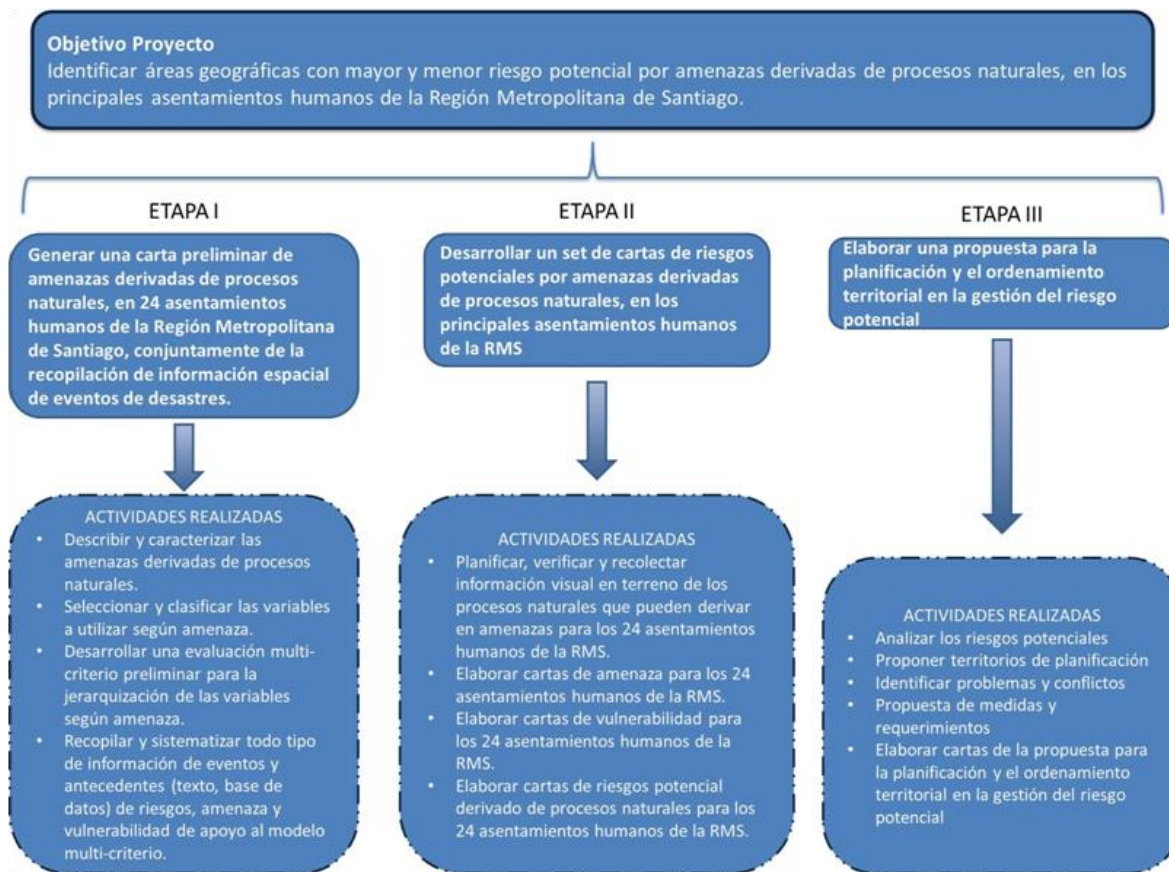 Objetivo Proyecto
Identificar áreas geográficas con mayor y menor riesgo potencial por amenazas derivadas de procesos naturales, en los
principales asentamientos humanos de la Región Metropolitana de Santiago.
ETAPA I
Generar una carta preliminar de
amenazas derivadas de procesos
naturales, en 24 asentamientos
humanos de la Región Metropolitana
de Santiago, conjuntamente de la
recopilación de información espacial
de eventos de desastres.
ACTIVIDADES REALIZADAS
• Describir y caracterizar las
amenazas derivadas de procesos
naturales.
• Seleccionar y clasificar las variables
a utilizar según amenaza.
• Desarrollar una evaluación multi-
criterio preliminar para la
jerarquización de las variables
según amenaza.
• Recopilar y sistematizar todo tipo
de información de eventos y
antecedentes (texto, base de
datos) de riesgos, amenaza y
vulnerabilidad de apoyo al modelo
multi-criterio.
ETAPA II
Desarrollar un set de cartas de riesgos
potenciales por amenazas derivadas
de procesos naturales, en los
principales asentamientos humanos
de la RMS
ACTIVIDADES REALIZADAS
• Planificar, verificar y recolectar
información visual en terreno de los
procesos naturales que pueden derivar
en amenazas para los 24 asentamientos
humanos de la RMS.
• Elaborar cartas de amenaza para los 24
asentamientos humanos de la RMS.
• Elaborar cartas de vulnerabilidad para
los 24 asentamientos humanos de la
RMS.
• Elaborar cartas de riesgos potencial
derivado de procesos naturales para los
24 asentamientos humanos de la RMS.
ETAPA III
Elaborar una propuesta para la
planificación y el ordenamiento
territorial en la gestión del riesgo
potencial
ACTIVIDADES REALIZADAS
• Analizar los riesgos potenciales
• Proponer territorios de planificación
• Identificar problemas y conflictos
• Propuesta de medidas y
requerimientos
• Elaborar cartas de la propuesta para
la planificación y el ordenamiento
territorial en la gestión del riesgo
potencial